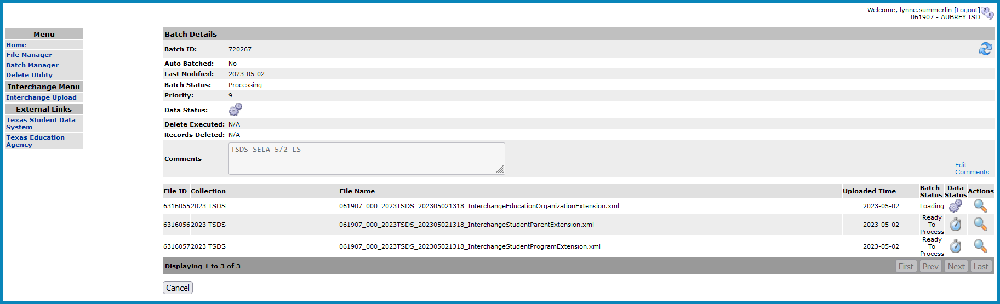 Welcome, lynne.summerlin [Logout]
061907 - AUBREY ISD
Menu
Home
File Manager
Batch Manager
Delete Utility
Interchange Menu
Interchange Upload
External Links
Texas Student Data
System
Texas Education
Agency
Batch Details
Batch ID: 720267
Auto Batched: No
Last Modified: 2023-05-02
Batch Status: Processing
Priority: 9
Data Status:
Delete Executed: N/A
Records Deleted: N/A
Comments TSDS SELA 5/2 LS
Edit
Comments
File ID Collection File Name Uploaded Time Batch Status Data Status Actions
6316055 2023 TSDS 061907_000_2023TSDS_202305021318_InterchangeEducationOrganizationExtension.xml 2023-05-02 Loading
6316056 2023 TSDS 061907_000_2023TSDS_202305021318_InterchangeStudentParentExtension.xml 2023-05-02 Ready To Process
6316057 2023 TSDS 061907_000_2023TSDS_202305021318_InterchangeStudentProgramExtension.xml 2023-05-02 Ready To Process
Displaying 1 to 3 of 3 First Prev Next Last
Cancel